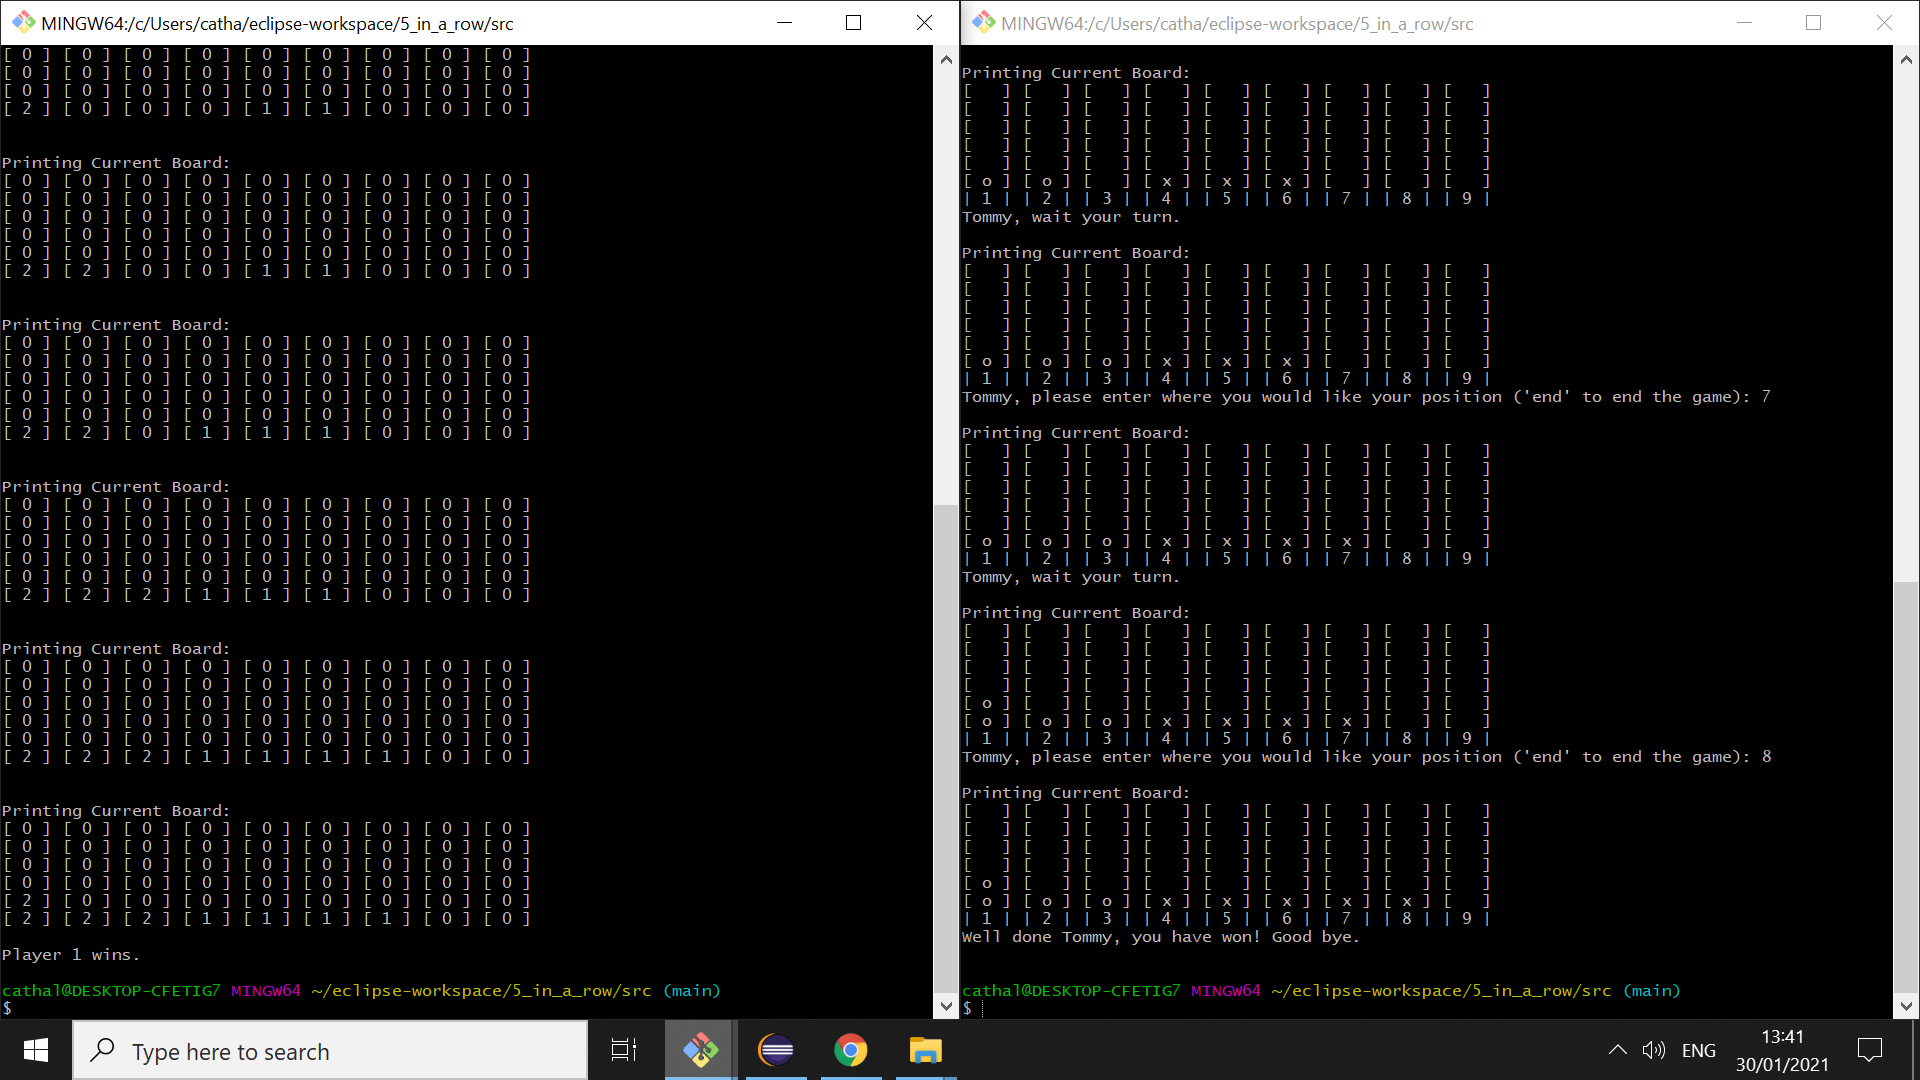 MINGW64:/c/Users/catha/eclipse-workspace/5_in_a_row/src
[ 0 ] [ 0 ] [ 0 ] [ 0 ] [ 0 ] [ 0 ] [ 0 ] [ 0 ] [ 0 ]
[ 0 ] [ 0 ] [ 0 ] [ 0 ] [ 0 ] [ 0 ] [ 0 ] [ 0 ] [ 0 ]
[ 0 ] [ 0 ] [ 0 ] [ 0 ] [ 0 ] [ 0 ] [ 0 ] [ 0 ] [ 0 ]
[ 2 ] [ 0 ] [ 0 ] [ 0 ] [ 1 ] [ 1 ] [ 0 ] [ 0 ] [ 0 ]
Printing Current Board:
[ 0 ] [ 0 ] [ 0 ] [ 0 ] [ 0 ] [ 0 ] [ 0 ] [ 0 ] [ 0 ]
[ 0 ] [ 0 ] [ 0 ] [ 0 ] [ 0 ] [ 0 ] [ 0 ] [ 0 ] [ 0 ]
[ 0 ] [ 0 ] [ 0 ] [ 0 ] [ 0 ] [ 0 ] [ 0 ] [ 0 ] [ 0 ]
[ 0 ] [ 0 ] [ 0 ] [ 0 ] [ 0 ] [ 0 ] [ 0 ] [ 0 ] [ 0 ]
[ 0 ] [ 0 ] [ 0 ] [ 0 ] [ 0 ] [ 0 ] [ 0 ] [ 0 ] [ 0 ]
[ 2 ] [ 2 ] [ 0 ] [ 0 ] [ 1 ] [ 1 ] [ 0 ] [ 0 ] [ 0 ]
Printing Current Board:
[ 0 ] [ 0 ] [ 0 ] [ 0 ] [ 0 ] [ 0 ] [ 0 ] [ 0 ] [ 0 ]
[ 0 ] [ 0 ] [ 0 ] [ 0 ] [ 0 ] [ 0 ] [ 0 ] [ 0 ] [ 0 ]
[ 0 ] [ 0 ] [ 0 ] [ 0 ] [ 0 ] [ 0 ] [ 0 ] [ 0 ] [ 0 ]
[ 0 ] [ 0 ] [ 0 ] [ 0 ] [ 0 ] [ 0 ] [ 0 ] [ 0 ] [ 0 ]
[ 0 ] [ 0 ] [ 0 ] [ 0 ] [ 0 ] [ 0 ] [ 0 ] [ 0 ] [ 0 ]
[ 2 ] [ 2 ] [ 0 ] [ 1 ] [ 1 ] [ 1 ] [ 0 ] [ 0 ] [ 0 ]
Printing Current Board:
[ 0 ] [ 0 ] [ 0 ] [ 0 ] [ 0 ] [ 0 ] [ 0 ] [ 0 ] [ 0 ]
[ 0 ] [ 0 ] [ 0 ] [ 0 ] [ 0 ] [ 0 ] [ 0 ] [ 0 ] [ 0 ]
[ 0 ] [ 0 ] [ 0 ] [ 0 ] [ 0 ] [ 0 ] [ 0 ] [ 0 ] [ 0 ]
[ 0 ] [ 0 ] [ 0 ] [ 0 ] [ 0 ] [ 0 ] [ 0 ] [ 0 ] [ 0 ]
[ 0 ] [ 0 ] [ 0 ] [ 0 ] [ 0 ] [ 0 ] [ 0 ] [ 0 ] [ 0 ]
[ 2 ] [ 2 ] [ 2 ] [ 1 ] [ 1 ] [ 1 ] [ 0 ] [ 0 ] [ 0 ]
Printing Current Board:
[ 0 ] [ 0 ] [ 0 ] [ 0 ] [ 0 ] [ 0 ] [ 0 ] [ 0 ] [ 0 ]
[ 0 ] [ 0 ] [ 0 ] [ 0 ] [ 0 ] [ 0 ] [ 0 ] [ 0 ] [ 0 ]
[ 0 ] [ 0 ] [ 0 ] [ 0 ] [ 0 ] [ 0 ] [ 0 ] [ 0 ] [ 0 ]
[ 0 ] [ 0 ] [ 0 ] [ 0 ] [ 0 ] [ 0 ] [ 0 ] [ 0 ] [ 0 ]
[ 0 ] [ 0 ] [ 0 ] [ 0 ] [ 0 ] [ 0 ] [ 0 ] [ 0 ] [ 0 ]
[ 2 ] [ 2 ] [ 2 ] [ 1 ] [ 1 ] [ 1 ] [ 1 ] [ 0 ] [ 0 ]
Printing Current Board:
[ 0 ] [ 0 ] [ 0 ] [ 0 ] [ 0 ] [ 0 ] [ 0 ] [ 0 ] [ 0 ]
[ 0 ] [ 0 ] [ 0 ] [ 0 ] [ 0 ] [ 0 ] [ 0 ] [ 0 ] [ 0 ]
[ 0 ] [ 0 ] [ 0 ] [ 0 ] [ 0 ] [ 0 ] [ 0 ] [ 0 ] [ 0 ]
[ 0 ] [ 0 ] [ 0 ] [ 0 ] [ 0 ] [ 0 ] [ 0 ] [ 0 ] [ 0 ]
[ 2 ] [ 0 ] [ 0 ] [ 0 ] [ 0 ] [ 0 ] [ 0 ] [ 0 ] [ 0 ]
[ 2 ] [ 2 ] [ 2 ] [ 1 ] [ 1 ] [ 1 ] [ 1 ] [ 0 ] [ 0 ]
Player 1 wins.
cathal@DESKTOP-CFETIG7 MINGW64 ~/eclipse-workspace/5_in_a_row/src (main)
$
MINGW64:/c/Users/catha/eclipse-workspace/5_in_a_row/src
Printing Current Board:
[   ] [   ] [   ] [   ] [   ] [   ] [   ] [   ] [   ]
[   ] [   ] [   ] [   ] [   ] [   ] [   ] [   ] [   ]
[   ] [   ] [   ] [   ] [   ] [   ] [   ] [   ] [   ]
[   ] [   ] [   ] [   ] [   ] [   ] [   ] [   ] [   ]
[   ] [   ] [   ] [   ] [   ] [   ] [   ] [   ] [   ]
[ o ] [ o ] [   ] [ x ] [ x ] [ x ] [   ] [   ] [   ]
| 1 | | 2 | | 3 | | 4 | | 5 | | 6 | | 7 | | 8 | | 9 |
Tommy, wait your turn.
Printing Current Board:
[   ] [   ] [   ] [   ] [   ] [   ] [   ] [   ] [   ]
[   ] [   ] [   ] [   ] [   ] [   ] [   ] [   ] [   ]
[   ] [   ] [   ] [   ] [   ] [   ] [   ] [   ] [   ]
[   ] [   ] [   ] [   ] [   ] [   ] [   ] [   ] [   ]
[   ] [   ] [   ] [   ] [   ] [   ] [   ] [   ] [   ]
[ o ] [ o ] [ o ] [ x ] [ x ] [ x ] [   ] [   ] [   ]
| 1 | | 2 | | 3 | | 4 | | 5 | | 6 | | 7 | | 8 | | 9 |
Tommy, please enter where you would like your position ('end' to end the game): 7
Printing Current Board:
[   ] [   ] [   ] [   ] [   ] [   ] [   ] [   ] [   ]
[   ] [   ] [   ] [   ] [   ] [   ] [   ] [   ] [   ]
[   ] [   ] [   ] [   ] [   ] [   ] [   ] [   ] [   ]
[   ] [   ] [   ] [   ] [   ] [   ] [   ] [   ] [   ]
[   ] [   ] [   ] [   ] [   ] [   ] [   ] [   ] [   ]
[ o ] [ o ] [ o ] [ x ] [ x ] [ x ] [ x ] [   ] [   ]
| 1 | | 2 | | 3 | | 4 | | 5 | | 6 | | 7 | | 8 | | 9 |
Tommy, wait your turn.
Printing Current Board:
[   ] [   ] [   ] [   ] [   ] [   ] [   ] [   ] [   ]
[   ] [   ] [   ] [   ] [   ] [   ] [   ] [   ] [   ]
[   ] [   ] [   ] [   ] [   ] [   ] [   ] [   ] [   ]
[   ] [   ] [   ] [   ] [   ] [   ] [   ] [   ] [   ]
[ o ] [   ] [   ] [   ] [   ] [   ] [   ] [   ] [   ]
[ o ] [ o ] [ o ] [ x ] [ x ] [ x ] [ x ] [   ] [   ]
| 1 | | 2 | | 3 | | 4 | | 5 | | 6 | | 7 | | 8 | | 9 |
Tommy, please enter where you would like your position ('end' to end the game): 8
Printing Current Board:
[   ] [   ] [   ] [   ] [   ] [   ] [   ] [   ] [   ]
[   ] [   ] [   ] [   ] [   ] [   ] [   ] [   ] [   ]
[   ] [   ] [   ] [   ] [   ] [   ] [   ] [   ] [   ]
[   ] [   ] [   ] [   ] [   ] [   ] [   ] [   ] [   ]
[ o ] [   ] [   ] [   ] [   ] [   ] [   ] [   ] [   ]
[ o ] [ o ] [ o ] [ x ] [ x ] [ x ] [ x ] [ x ] [   ]
| 1 | | 2 | | 3 | | 4 | | 5 | | 6 | | 7 | | 8 | | 9 |
Well done Tommy, you have won! Good bye.
cathal@DESKTOP-CFETIG7 MINGW64 ~/eclipse-workspace/5_in_a_row/src (main)
$
Type here to search
ENG
13:41
30/01/2021